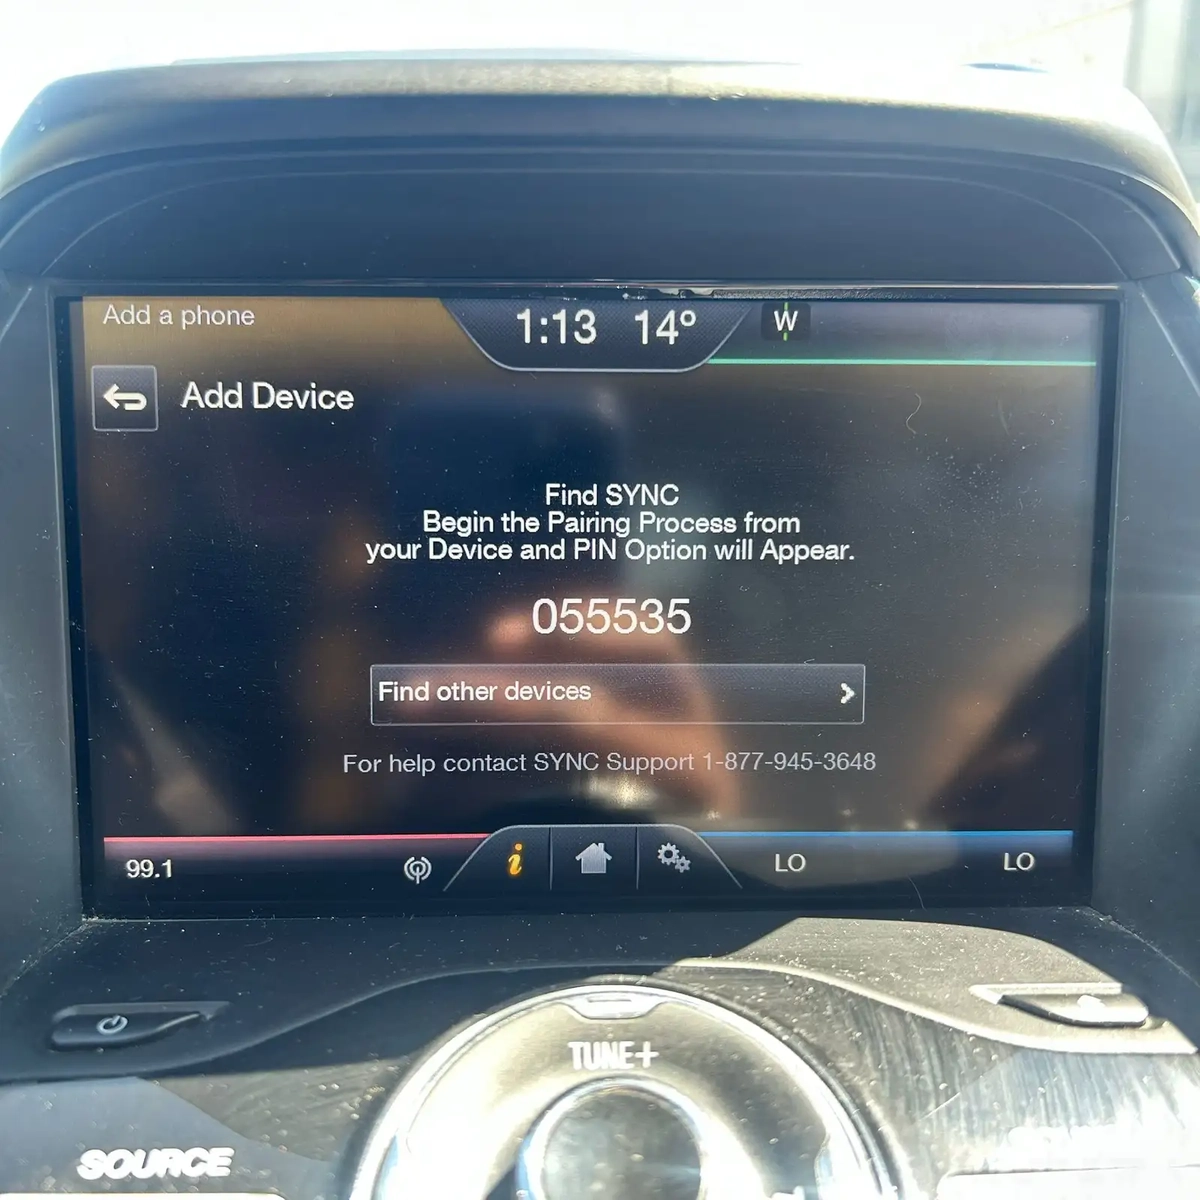 Add a phone
1:13 14° W
Add Device
Find SYNC
Begin the Pairing Process from
your Device and PIN Option will Appear.
055535
Find other devices
For help contact SYNC Support 1-877-945-3648
99.1 i LO LO
TUNE+
SOURCE